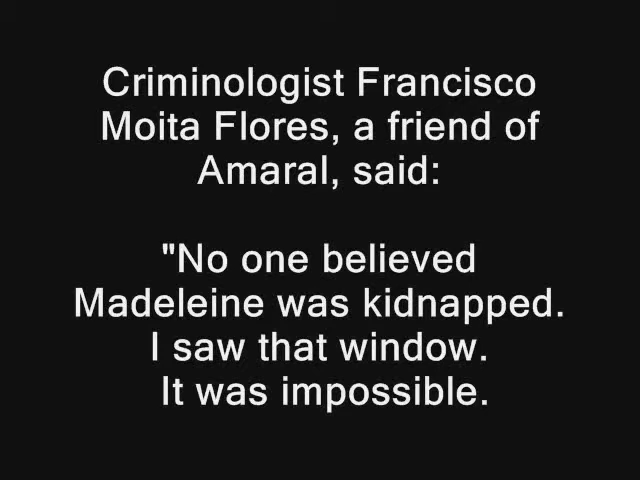 Criminologist Francisco
Moita Flores, a friend of
Amaral, said:
"No one believed
Madeleine was kidnapped.
I saw that window.
It was impossible.